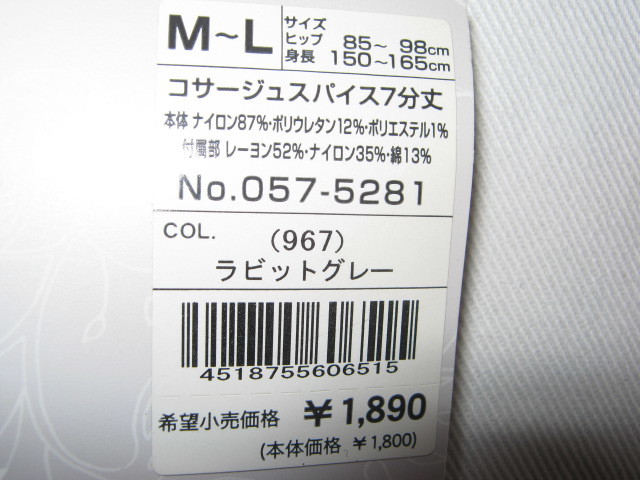 M~L
サイズ
ヒップ 85~ 98cm
身長 150~165cm
コサージュスパイス7分丈
本体 ナイロン87%・ポリウレタン12%・ポリエステル1%
付属部 レーヨン52%・ナイロン35%・綿13%
No.057-5281
COL. (967)
ラビットグレー
4518755606515
希望小売価格 ¥1,890
(本体価格 ¥1,800)